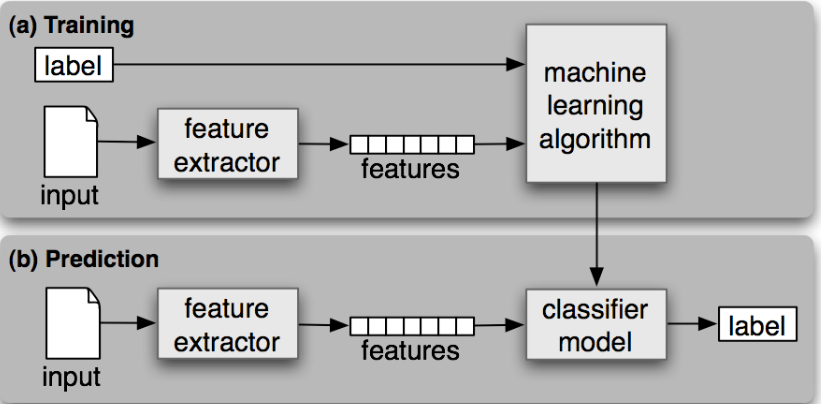 (a) Training
label
machine
learning
algorithm
feature
extractor
features
input
(b) Prediction
feature
extractor
features
classifier
model
label
input